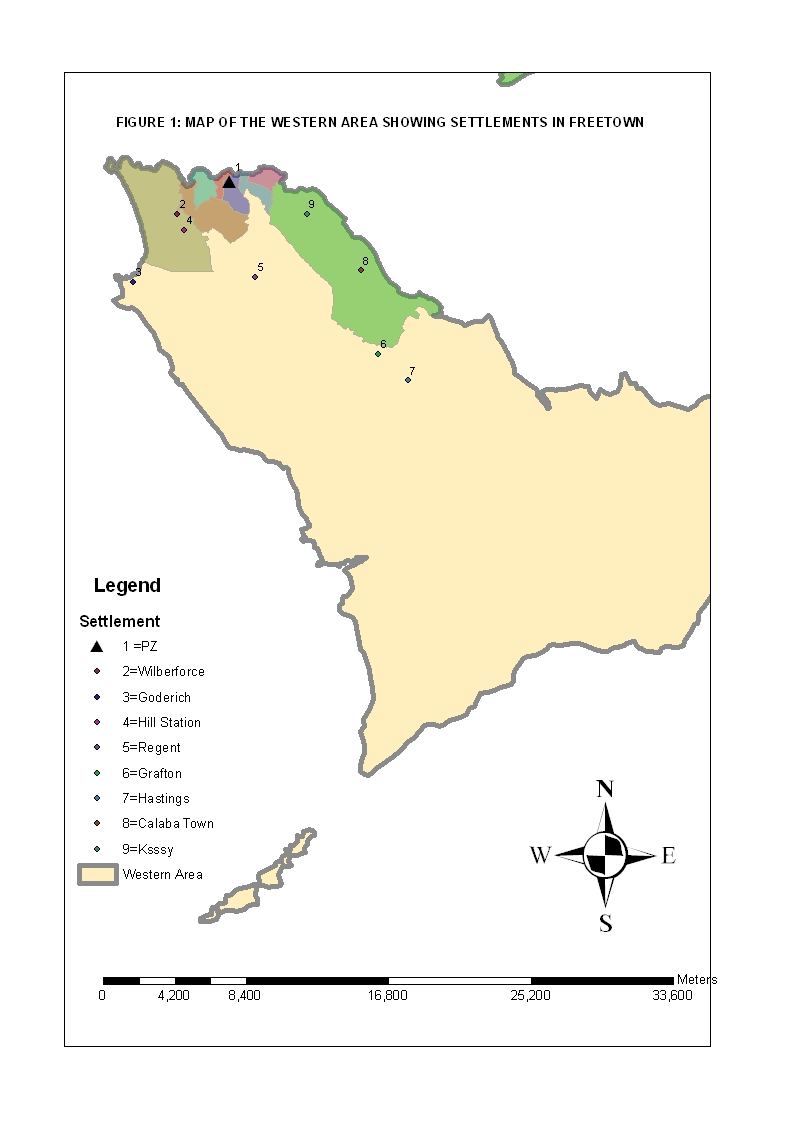 FIGURE 1: MAP OF THE WESTERN AREA SHOWING SETTLEMENTS IN FREETOWN
1
2
9
4
8
5
3
6
7
Legend
Settlement
1 =PZ
2=Wilberforce
3=Goderich
4=Hill Station
5=Regent
6=Grafton
7=Hastings
8=Calaba Town
9=Ksssy
Western Area
N
W E
S
Meters
0 4,200 8,400 16,800 25,200 33,600